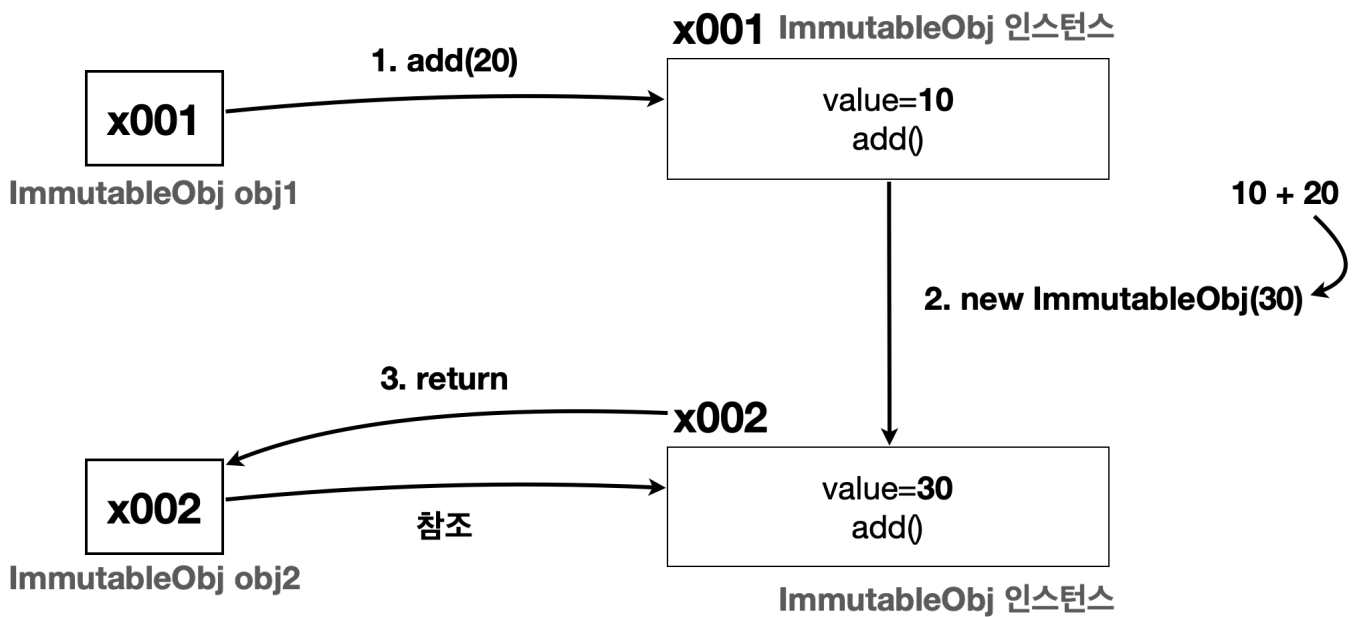 x001 ImmutableObj 인스턴스
1. add(20)
x001
value=10
add()
ImmutableObj obj1
10 + 20
2. new ImmutableObj(30)
3. return
x002
x002
value=30
add()
참조
ImmutableObj obj2
ImmutableObj 인스턴스